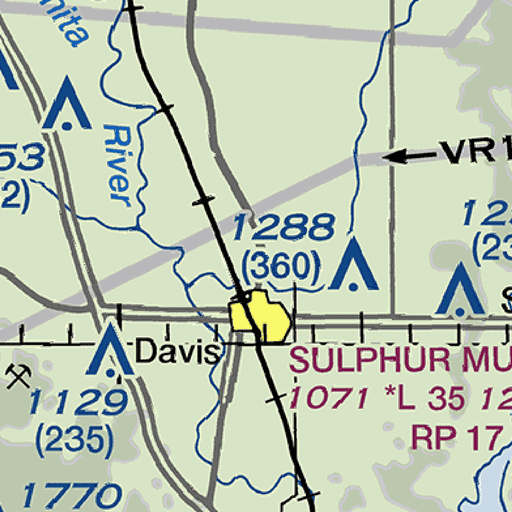 nita
River
53
2)
VR1
1288
(360)
12
(23
S
Davis
SULPHUR MU
1071 *L 35 12
RP 17
1129
(235)
1770